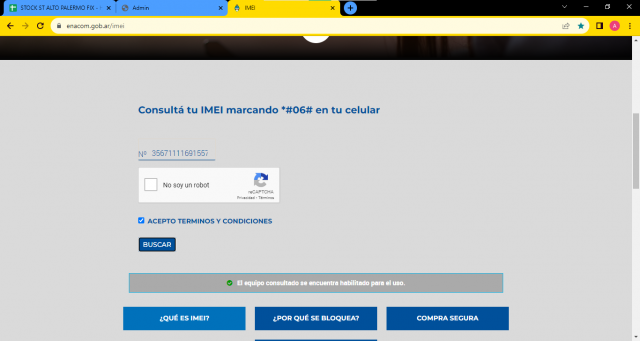 STOCK ST ALTO PALERMO FIX -
Admin
IMEI
enacom.gob.ar/imei
A
Consultá tu IMEI marcando *#06# en tu celular
Nº 35671111691557
No soy un robot
reCAPTCHA
Privacidad - Términos
ACEPTO TERMINOS Y CONDICIONES
BUSCAR
El equipo consultado se encuentra habilitado para el uso.
¿QUÉ ES IMEI?
¿POR QUÉ SE BLOQUEA?
COMPRA SEGURA